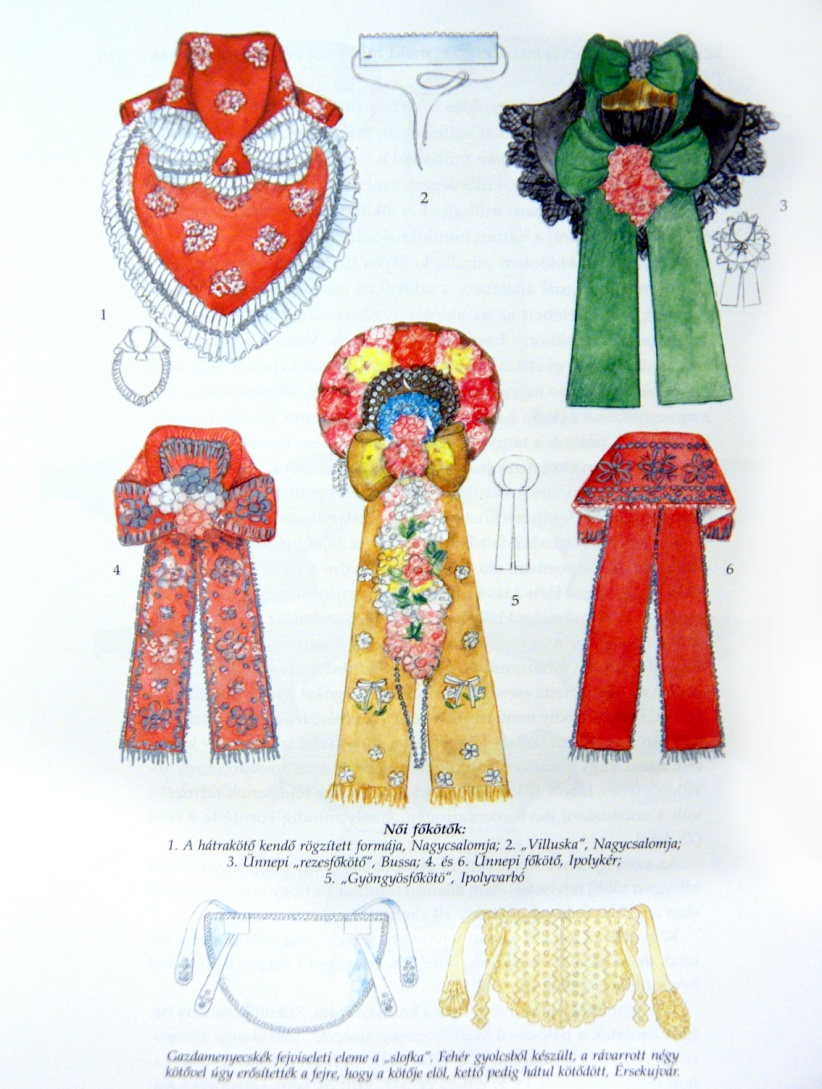 1
2
3
4
5
6
Női főkötők:
1. A hátrakötő kendő rögzített formája, Nagycsalomja; 2. „Villuska“, Nagycsalomja;
3. Ünnepi „rezesfőkötő“, Bussa; 4. és 6. Ünnepi főkötő, Ipolykér;
5. „Gyöngyösfőkötö“, Ipolyvarbó
Gazdamenyecskék fejviseleti eleme a „slofka“. Fehér gyolcsból készült, a rávarrott négy
kötővel úgy erősítették a fejre, hogy a kötője elöl, kettő pedig hátul kötődött, Érsekujvár.